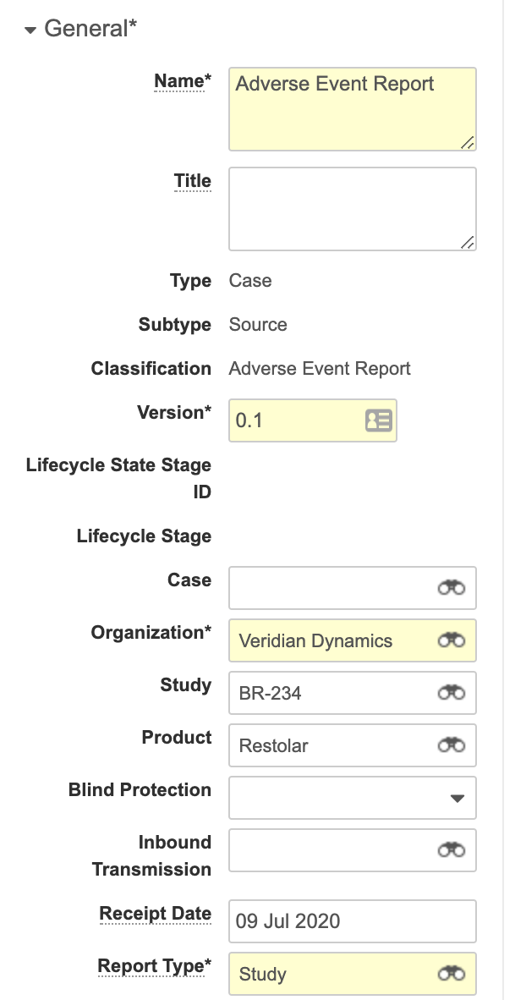 General*
Name* Adverse Event Report
Title
Type Case
Subtype Source
Classification Adverse Event Report
Version* 0.1
Lifecycle State Stage
ID
Lifecycle Stage
Case
Organization* Veridian Dynamics
Study BR-234
Product Restolar
Blind Protection
Inbound
Transmission
Receipt Date 09 Jul 2020
Report Type* Study